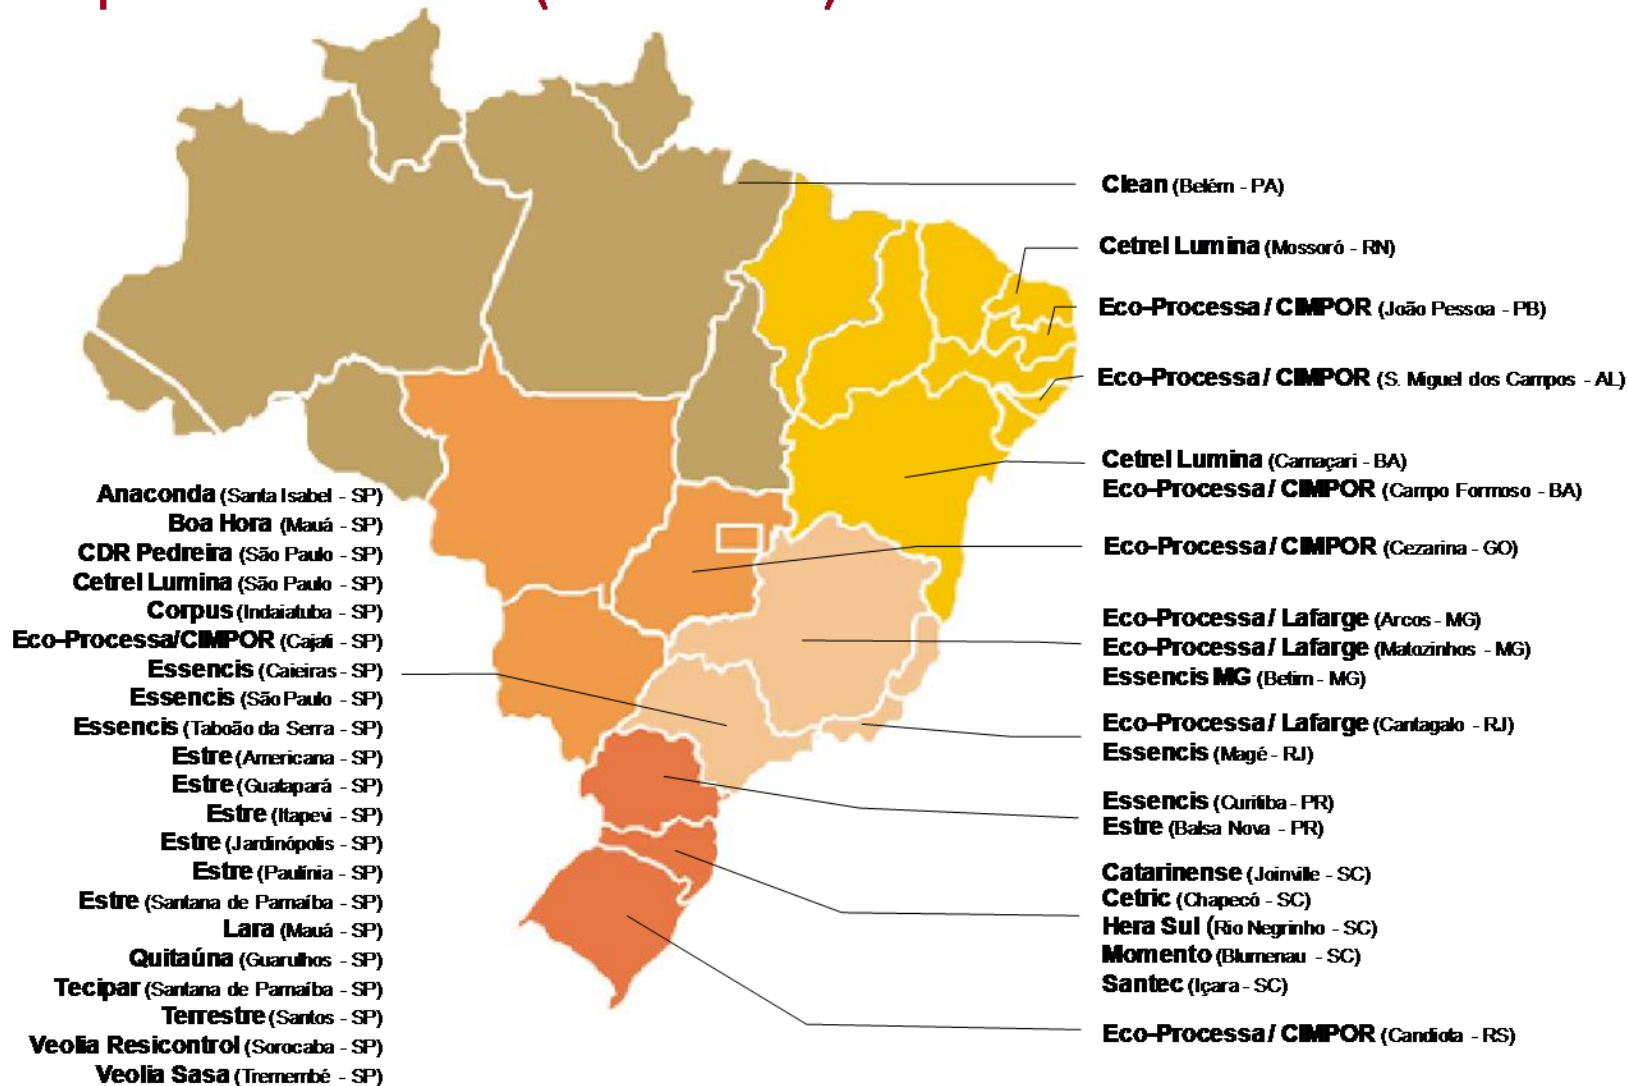 Clean (Belém - PA)
Cetrel Lumina (Mossoró - RN)
Eco-Processa / CIMPOR (João Pessoa - PB)
Eco-Processa / CIMPOR (S. Miguel dos Campos - AL)
Cetrel Lumina (Camaçari - BA)
Eco-Processa / CIMPOR (Campo Formoso - BA)
Eco-Processa / CIMPOR (Cezarina - GO)
Eco-Processa / Lafarge (Arcos - MG)
Eco-Processa / Lafarge (Matozinhos - MG)
Essencis MG (Betim - MG)
Eco-Processa / Lafarge (Cantagalo - RJ)
Essencis (Magé - RJ)
Essencis (Curitiba - PR)
Estre (Balsa Nova - PR)
Catarinense (Joinville - SC)
Cetric (Chapecó - SC)
Hera Sul (Rio Negrinho - SC)
Momento (Blumenau - SC)
Santec (Içara - SC)
Eco-Processa / CIMPOR (Candiota - RS)
Anaconda (Santa Isabel - SP)
Boa Hora (Mauá - SP)
CDR Pedreira (São Paulo - SP)
Cetrel Lumina (São Paulo - SP)
Corpus (Indaiatuba - SP)
Eco-Processa/CIMPOR (Cajati - SP)
Essencis (Caieiras - SP)
Essencis (São Paulo - SP)
Essencis (Taboão da Serra - SP)
Estre (Americana - SP)
Estre (Guatapará - SP)
Estre (Itapevi - SP)
Estre (Jardinópolis - SP)
Estre (Paulínia - SP)
Estre (Santana de Parnaíba - SP)
Lara (Mauá - SP)
Quitaúna (Guarulhos - SP)
Tecipar (Santana de Parnaíba - SP)
Terrestre (Santos - SP)
Veolia Resicontrol (Sorocaba - SP)
Veolia Sasa (Tremembé - SP)